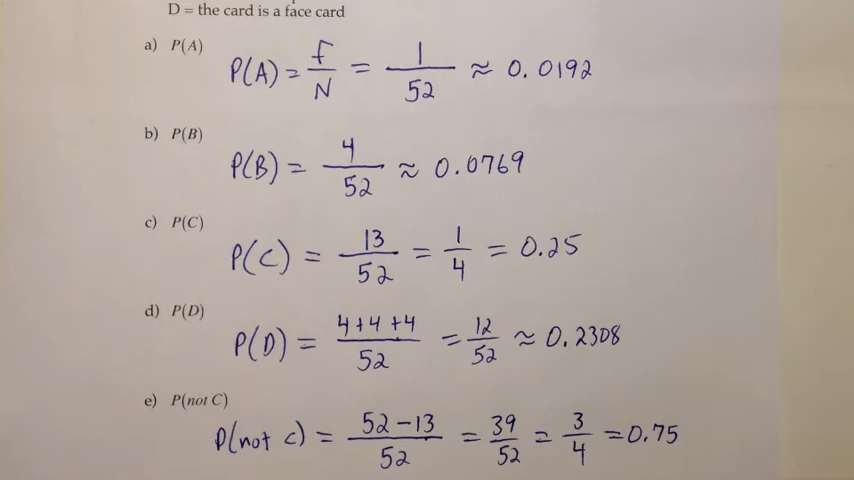 D = the card is a face card
a) P(A)
P(A) = f/N = 1/52 ≈ 0.0192
b) P(B)
P(B) = 4/52 ≈ 0.0769
c) P(C)
P(C) = 13/52 = 1/4 = 0.25
d) P(D)
P(D) = 4+4+4/52 = 12/52 ≈ 0.2308
e) P(not C)
P(not C) = 52-13/52 = 39/52 = 3/4 = 0.75